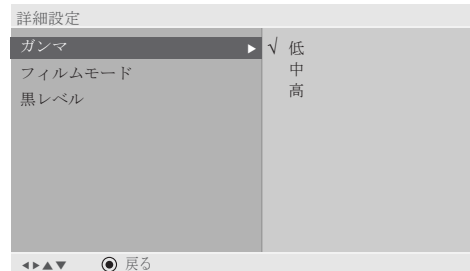 詳細設定
ガンマ
フィルムモード
黒レベル
√ 低
中
高
戻る